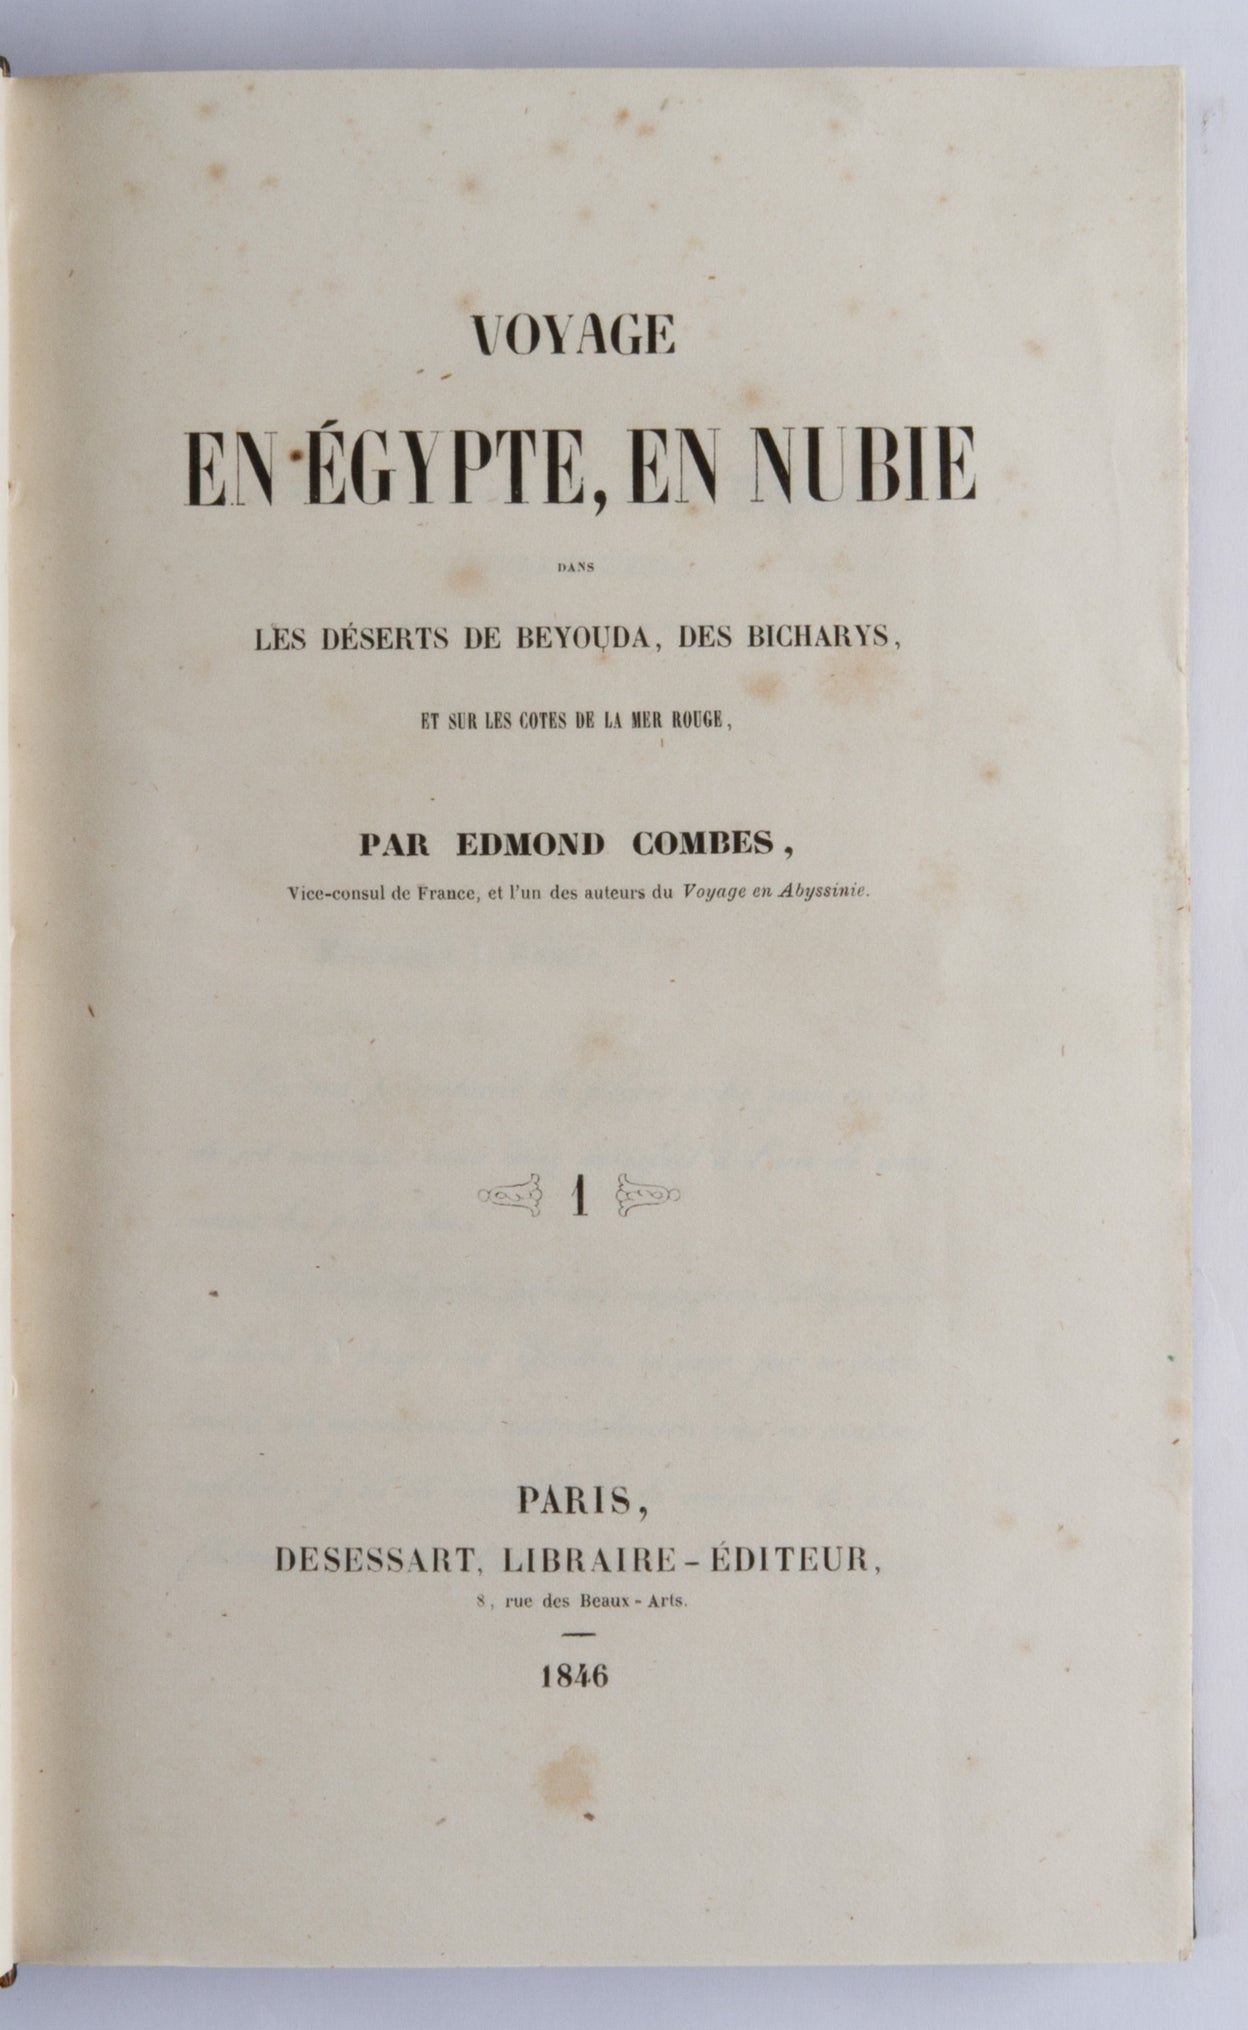 VOYAGE
EN ÉGYPTE, EN NUBIE
DANS
LES DÉSERTS DE BEYOUDA, DES BICHARYS,
ET SUR LES COTES DE LA MER ROUGE,
PAR EDMOND COMBES,
Vice-consul de France, et l'un des auteurs du Voyage en Abyssinie.
1
PARIS,
DESESSART, LIBRAIRE-ÉDITEUR,
8, rue des Beaux-Arts.
1846